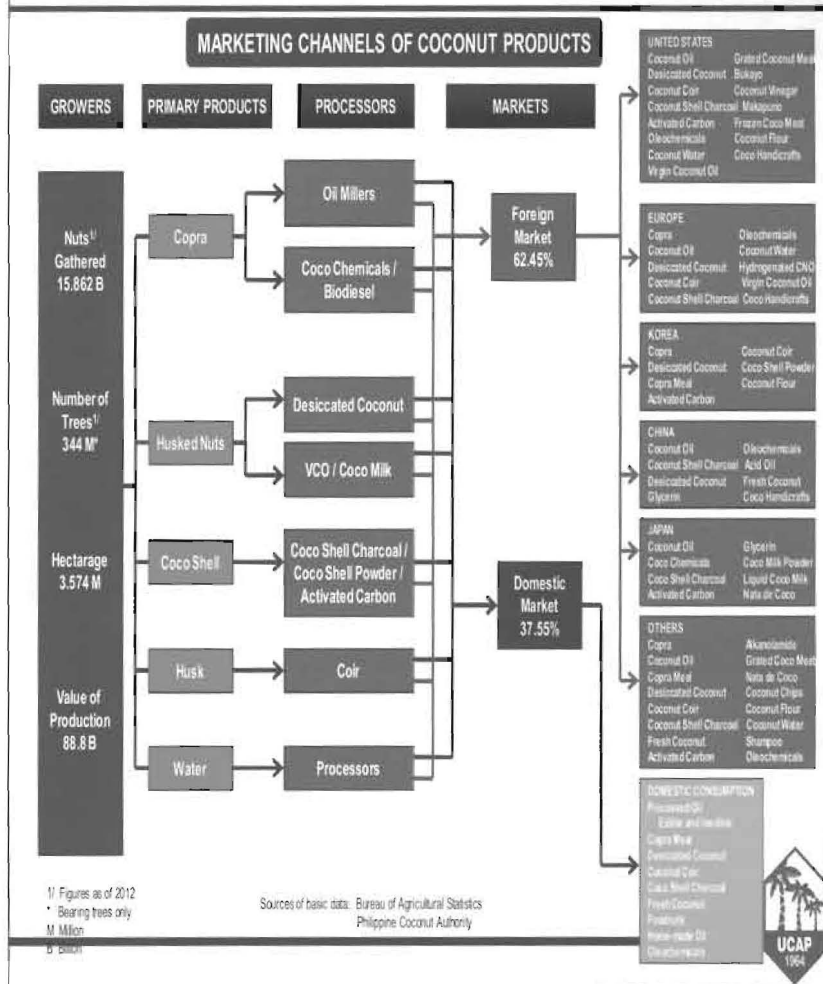 MARKETING CHANNELS OF COCONUT PRODUCTS
GROWERS
PRIMARY PRODUCTS
PROCESSORS
MARKETS
Nuts1/
Gathered
15.862 B
Number of
Trees1/
344 M*
Hectarage
3.574 M
Value of
Production
88.8 B
Copra
Husked Nuts
Coco Shell
Husk
Water
Oil Millers
Coco Chemicals /
Biodiesel
Desiccated Coconut
VCO / Coco Milk
Coco Shell Charcoal /
Coco Shell Powder /
Activated Carbon
Coir
Processors
Foreign
Market
62.45%
Domestic
Market
37.55%
UNITED STATES
Coconut Oil Grated Coconut Meat
Desiccated Coconut Bukayo
Coconut Coir Coconut Vinegar
Coconut Shell Charcoal Makapuno
Activated Carbon Frozen Coco Meat
Oleochemicals Coconut Flour
Coconut Water Coco Handicrafts
Virgin Coconut Oil
EUROPE
Copra Oleochemicals
Coconut Oil Coconut Water
Desiccated Coconut Hydrogenated CNO
Coconut Coir Virgin Coconut Oil
Coconut Shell Charcoal Coco Handicrafts
KOREA
Copra Coconut Coir
Desiccated Coconut Coco Shell Powder
Copra Meal Coconut Flour
Activated Carbon
CHINA
Coconut Oil Oleochemicals
Coconut Shell Charcoal Acid Oil
Desiccated Coconut Fresh Coconut
Glycerin Coco Handicrafts
JAPAN
Coconut Oil Glycerin
Coco Chemicals Coco Milk Powder
Coco Shell Charcoal Liquid Coco Milk
Activated Carbon Nata de Coco
OTHERS
Copra Alkanolamide
Coconut Oil Grated Coco Meat
Copra Meal Nata de Coco
Desiccated Coconut Coconut Chips
Coconut Coir Coconut Flour
Coconut Shell Charcoal Coconut Water
Fresh Coconut Shampoo
Activated Carbon Oleochemicals
DOMESTIC CONSUMPTION
Processed Oil
Edible and Inedible
Copra Meal
Desiccated Coconut
Coconut Coir
Coco Shell Charcoal
Fresh Coconut
Foodnuts
Home-made Oil
Oleochemicals
1/ Figures as of 2012
* Bearing trees only
M Million
B Billion
Sources of basic data: Bureau of Agricultural Statistics
Philippine Coconut Authority
UCAP
1964